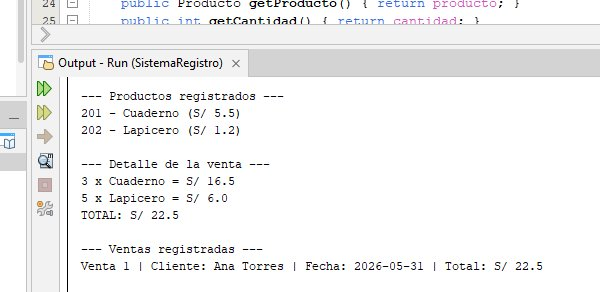 24 public Producto getProducto() { return producto; }
25 public int getCantidad() { return cantidad; }
Output - Run (SistemaRegistro) ×
--- Productos registrados ---
201 - Cuaderno (S/ 5.5)
202 - Lapicero (S/ 1.2)
--- Detalle de la venta ---
3 x Cuaderno = S/ 16.5
5 x Lapicero = S/ 6.0
TOTAL: S/ 22.5
--- Ventas registradas ---
Venta 1 | Cliente: Ana Torres | Fecha: 2026-05-31 | Total: S/ 22.5